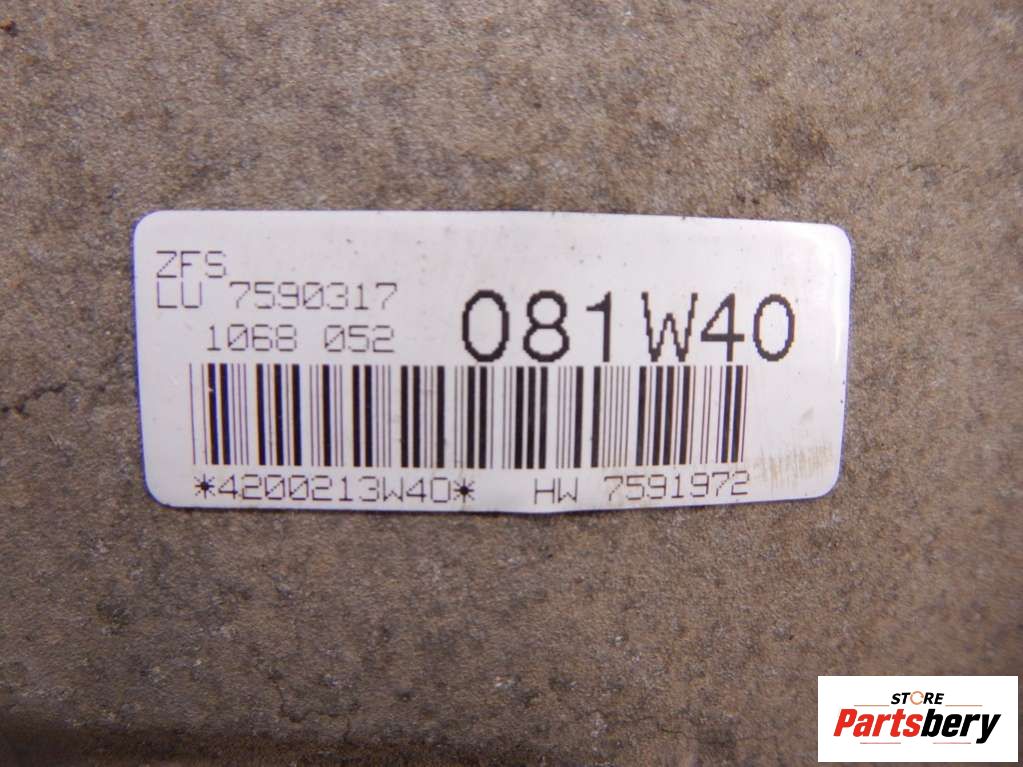 ZFS
LU 7590317
1068 052
081W40
*4200213W40* HW 7591972
STORE
Partsbery